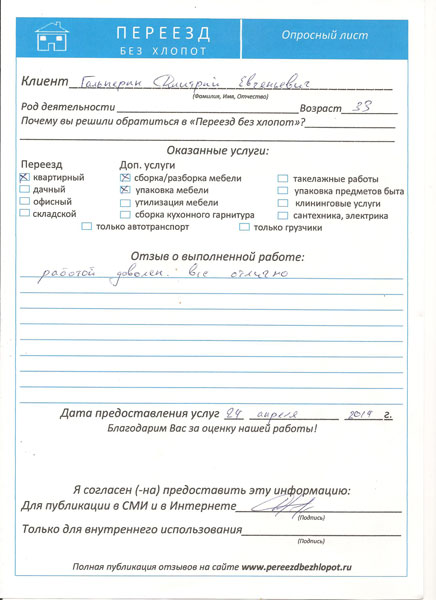 ПЕРЕЕЗД
БЕЗ ХЛОПОТ
Опросный лист
Клиент Гальперин Дмитрий Евгеньевич
(Фамилия, Имя, Отчество)
Род деятельности Возраст 33
Почему вы решили обратиться в «Переезд без хлопот»?
Оказанные услуги:
Переезд Доп. услуги
квартирный сборка/разборка мебели такелажные работы
дачный упаковка мебели упаковка предметов быта
офисный утилизация мебели клининговые услуги
складской сборка кухонного гарнитура сантехника, электрика
только автотранспорт только грузчики
Отзыв о выполненной работе:
работой доволен. все отлично
Дата предоставления услуг 24 апреля 2014 г.
Благодарим Вас за оценку нашей работы!
Я согласен (-на) предоставить эту информацию:
Для публикации в СМИ и в Интернете
(Подпись)
Только для внутреннего использования
(Подпись)
Полная публикация отзывов на сайте www.pereezdbezhlopot.ru